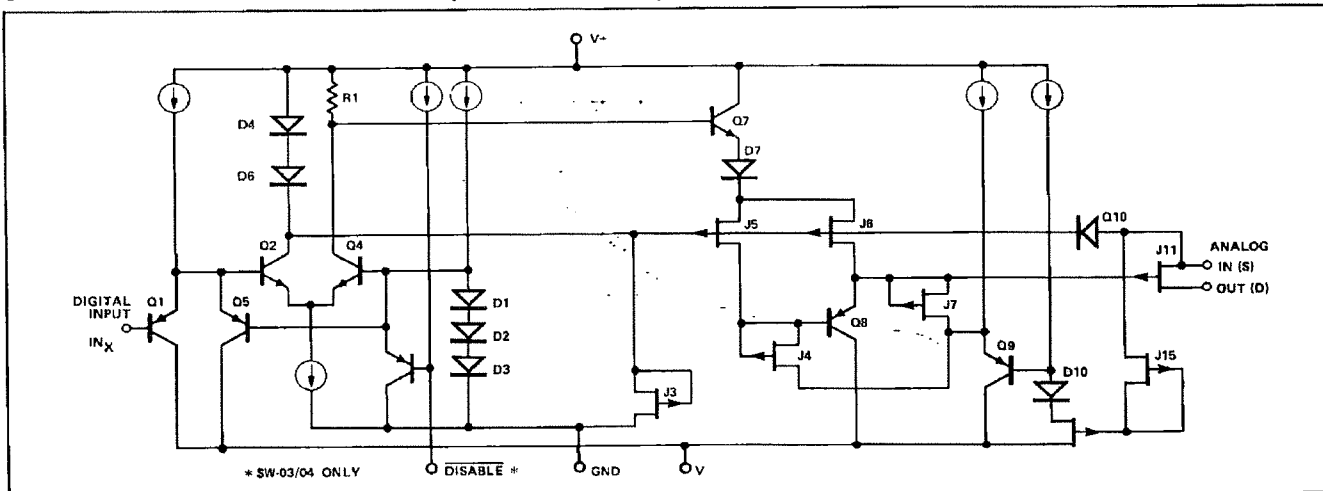 V+
R1
D4
Q7
D7
D6
J5
J6
Q10
J11
ANALOG
IN (S)
OUT (D)
Q2
Q4
D1
J7
DIGITAL
INPUT
INX
Q1
Q5
D2
Q8
J4
Q9
D3
D10
J15
J3
* SW-03/04 ONLY
DISABLE *
GND
V